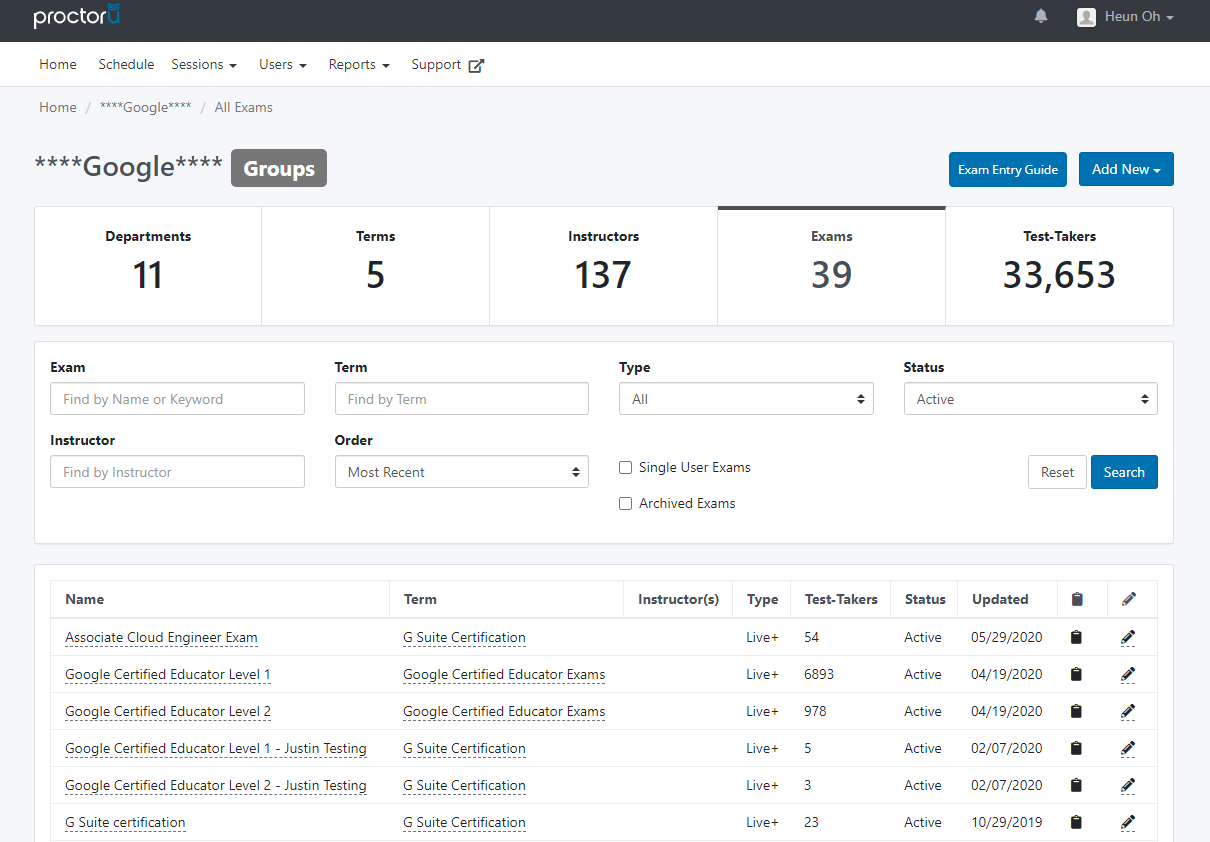 proctorU
Heun Oh
Home Schedule Sessions Users Reports Support
Home / ****Google**** / All Exams
****Google**** Groups Exam Entry Guide Add New
Departments Terms Instructors Exams Test-Takers
11 5 137 39 33,653
Exam Term Type Status
Find by Name or Keyword Find by Term All Active
Instructor Order
Find by Instructor Most Recent Single User Exams Reset Search
Archived Exams
Name Term Instructor(s) Type Test-Takers Status Updated
Associate Cloud Engineer Exam G Suite Certification Live+ 54 Active 05/29/2020
Google Certified Educator Level 1 Google Certified Educator Exams Live+ 6893 Active 04/19/2020
Google Certified Educator Level 2 Google Certified Educator Exams Live+ 978 Active 04/19/2020
Google Certified Educator Level 1 - Justin Testing G Suite Certification Live+ 5 Active 02/07/2020
Google Certified Educator Level 2 - Justin Testing G Suite Certification Live+ 3 Active 02/07/2020
G Suite certification G Suite Certification Live+ 23 Active 10/29/2019